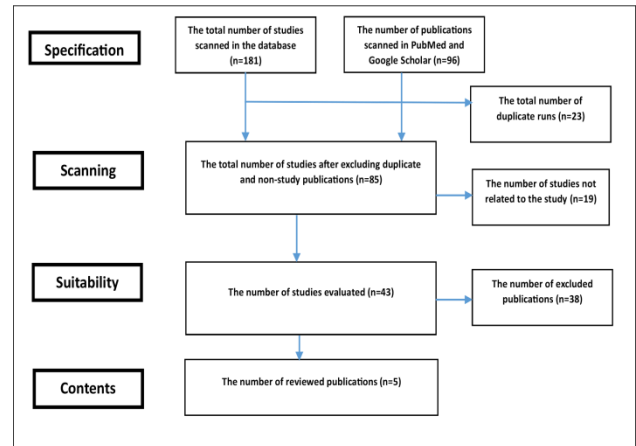 Specification
The total number of studies
scanned in the database
(n=181)
The number of publications
scanned in PubMed and
Google Scholar (n=96)
The total number of
duplicate runs (n=23)
Scanning
The total number of studies after excluding duplicate
and non-study publications (n=85)
The number of studies not
related to the study (n=19)
Suitability
The number of studies evaluated (n=43)
The number of excluded
publications (n=38)
Contents
The number of reviewed publications (n=5)